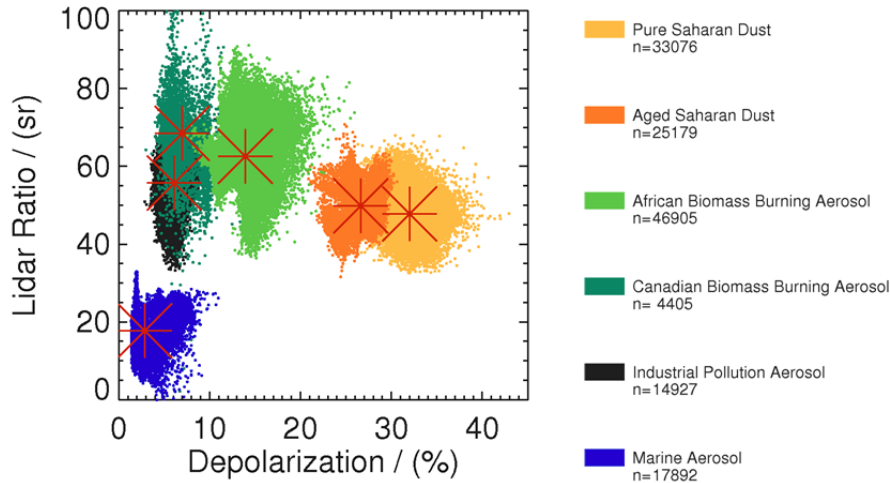 100
80
60
40
20
0
Lidar Ratio / (sr)
0 10 20 30 40
Depolarization / (%)
Pure Saharan Dust
n=33076
Aged Saharan Dust
n=25179
African Biomass Burning Aerosol
n=46905
Canadian Biomass Burning Aerosol
n= 4405
Industrial Pollution Aerosol
n=14927
Marine Aerosol
n=17892